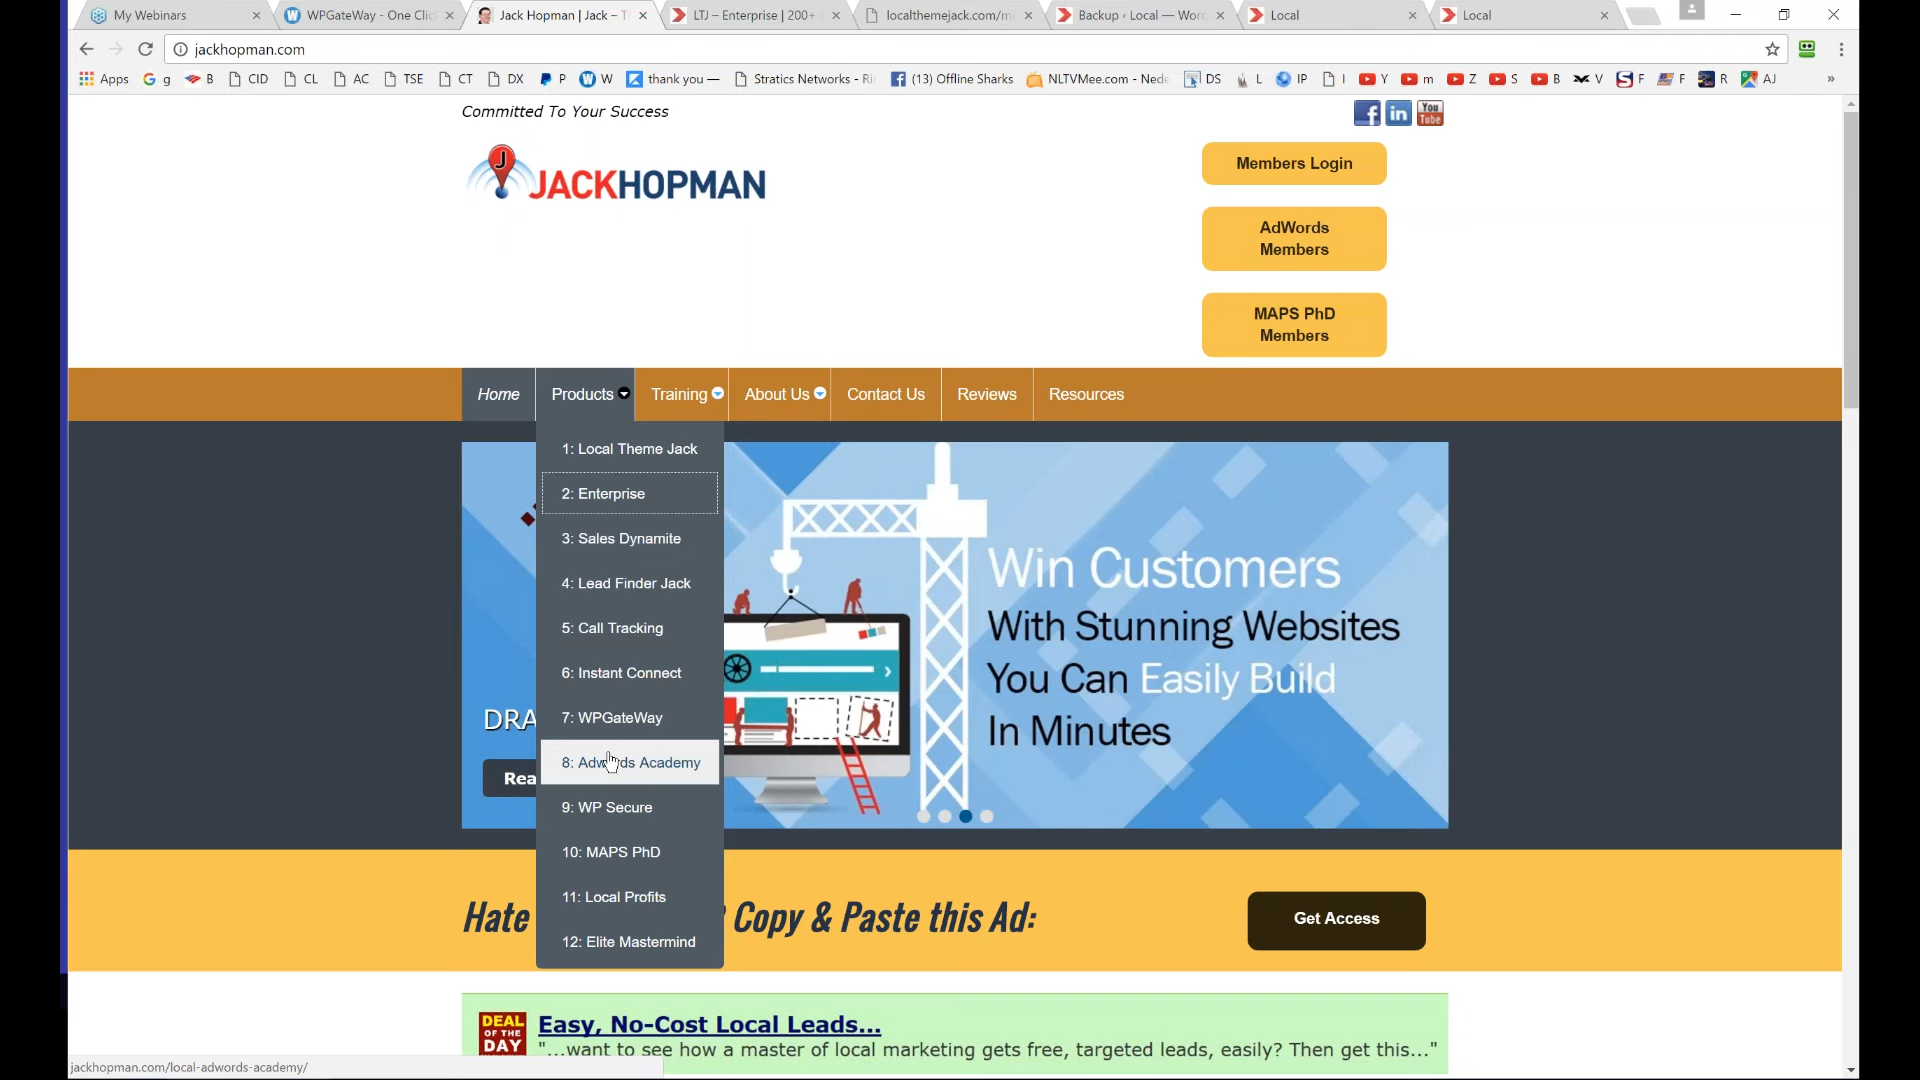 My Webinars
WPGateWay - One Clic
Jack Hopman | Jack – T
LTJ – Enterprise | 200+
localthemejack.com/m
Backup ‹ Local — Wor
Local
Local
jackhopman.com
Apps
g
B
CID
CL
AC
TSE
CT
DX
P
W
thank you —
Stratics Networks - Ri
(13) Offline Sharks
NLTVMee.com - Nede
DS
L
IP
I
Y
m
Z
S
B
V
F
F
R
AJ
»
Committed To Your Success
You
Tube
J
JACKHOPMAN
Members Login
AdWords
Members
MAPS PhD
Members
Home
Products
Training
About Us
Contact Us
Reviews
Resources
1: Local Theme Jack
2: Enterprise
3: Sales Dynamite
4: Lead Finder Jack
5: Call Tracking
6: Instant Connect
7: WPGateWay
8: Adwords Academy
9: WP Secure
10: MAPS PhD
11: Local Profits
12: Elite Mastermind
Win Customers
With Stunning Websites
You Can Easily Build
In Minutes
DRA
Rea
Hate
? Copy & Paste this Ad:
Get Access
DEAL
OF THE
DAY
Easy, No-Cost Local Leads...
"...want to see how a master of local marketing gets free, targeted leads, easily? Then get this..."
jackhopman.com/local-adwords-academy/